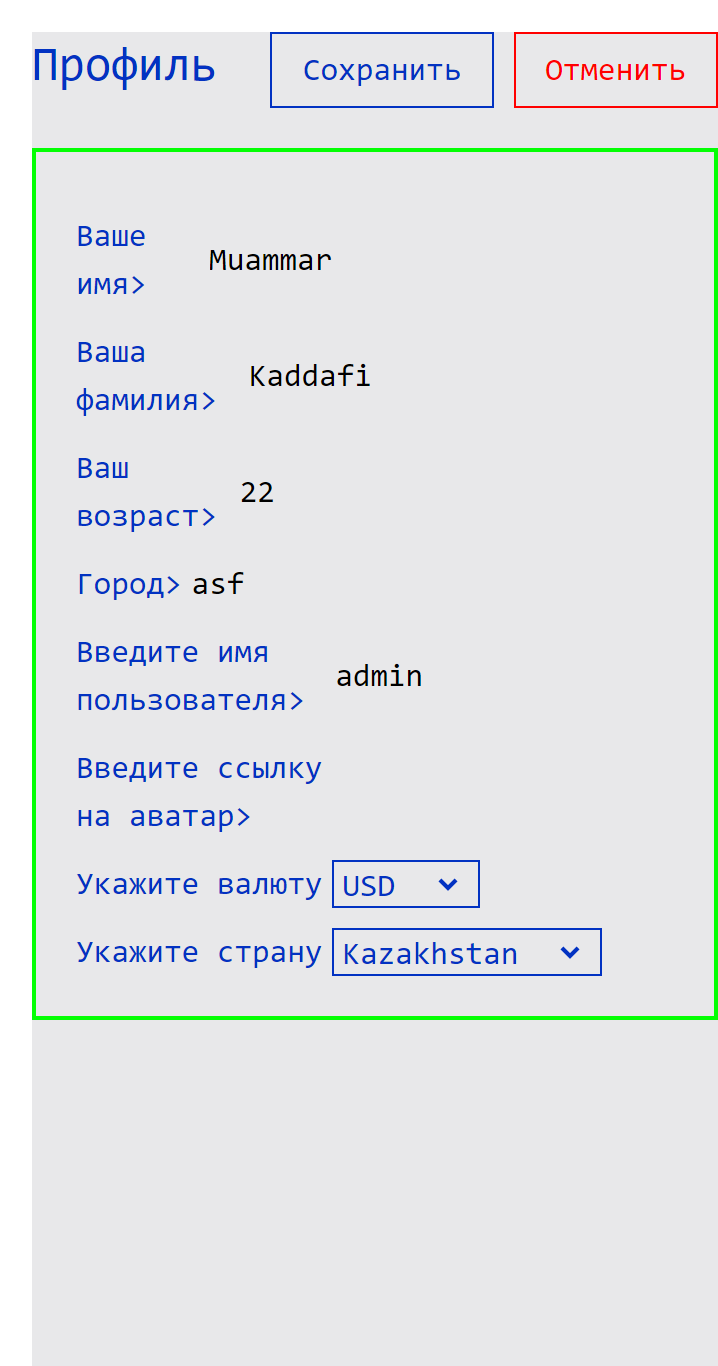 Профиль Сохранить Отменить
Ваше
имя> Muammar
Ваша
фамилия> Kaddafi
Ваш
возраст> 22
Город> asf
Введите имя
пользователя> admin
Введите ссылку
на аватар>
Укажите валюту USD
Укажите страну Kazakhstan